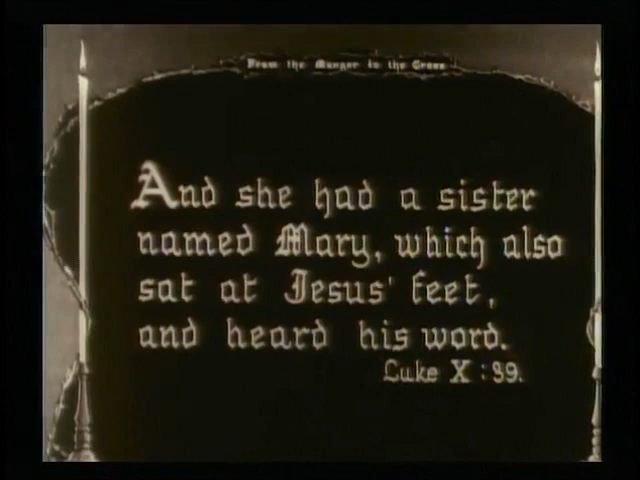 From the Manger to the Cross
And she had a sister
named Mary, which also
sat at Jesus' feet,
and heard his word.
Luke X : 39.